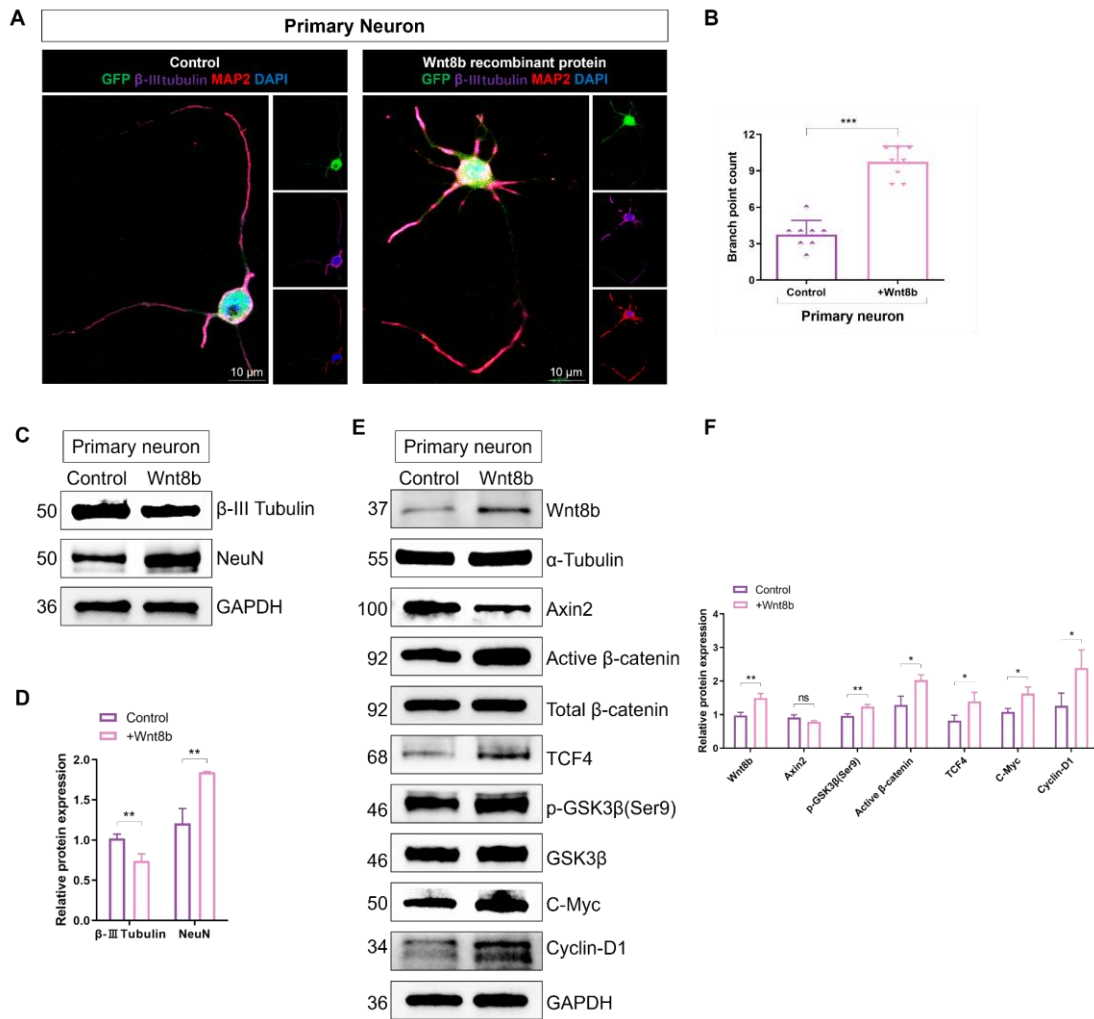 A
Primary Neuron
Control
GFP β-III tubulin MAP2 DAPI
10 µm
Wnt8b recombinant protein
GFP β-III tubulin MAP2 DAPI
10 µm
B
***
Branch point count
12
9
6
3
0
Control
+Wnt8b
Primary neuron
C
Primary neuron
Control Wnt8b
50 β-III Tubulin
50 NeuN
36 GAPDH
D
Control
+Wnt8b
Relative protein expression
2.0
1.5
1.0
0.5
0.0
**
**
β-III Tubulin NeuN
E
Primary neuron
Control Wnt8b
37 Wnt8b
55 α-Tubulin
100 Axin2
92 Active β-catenin
92 Total β-catenin
68 TCF4
46 p-GSK3β(Ser9)
46 GSK3β
50 C-Myc
34 Cyclin-D1
36 GAPDH
F
Control
+Wnt8b
Relative protein expression
4
3
2
1
0
**
ns
**
*
*
*
*
Wnt8b
Axin2
p-GSK3β(Ser9)
Active β-catenin
TCF4
C-Myc
Cyclin-D1